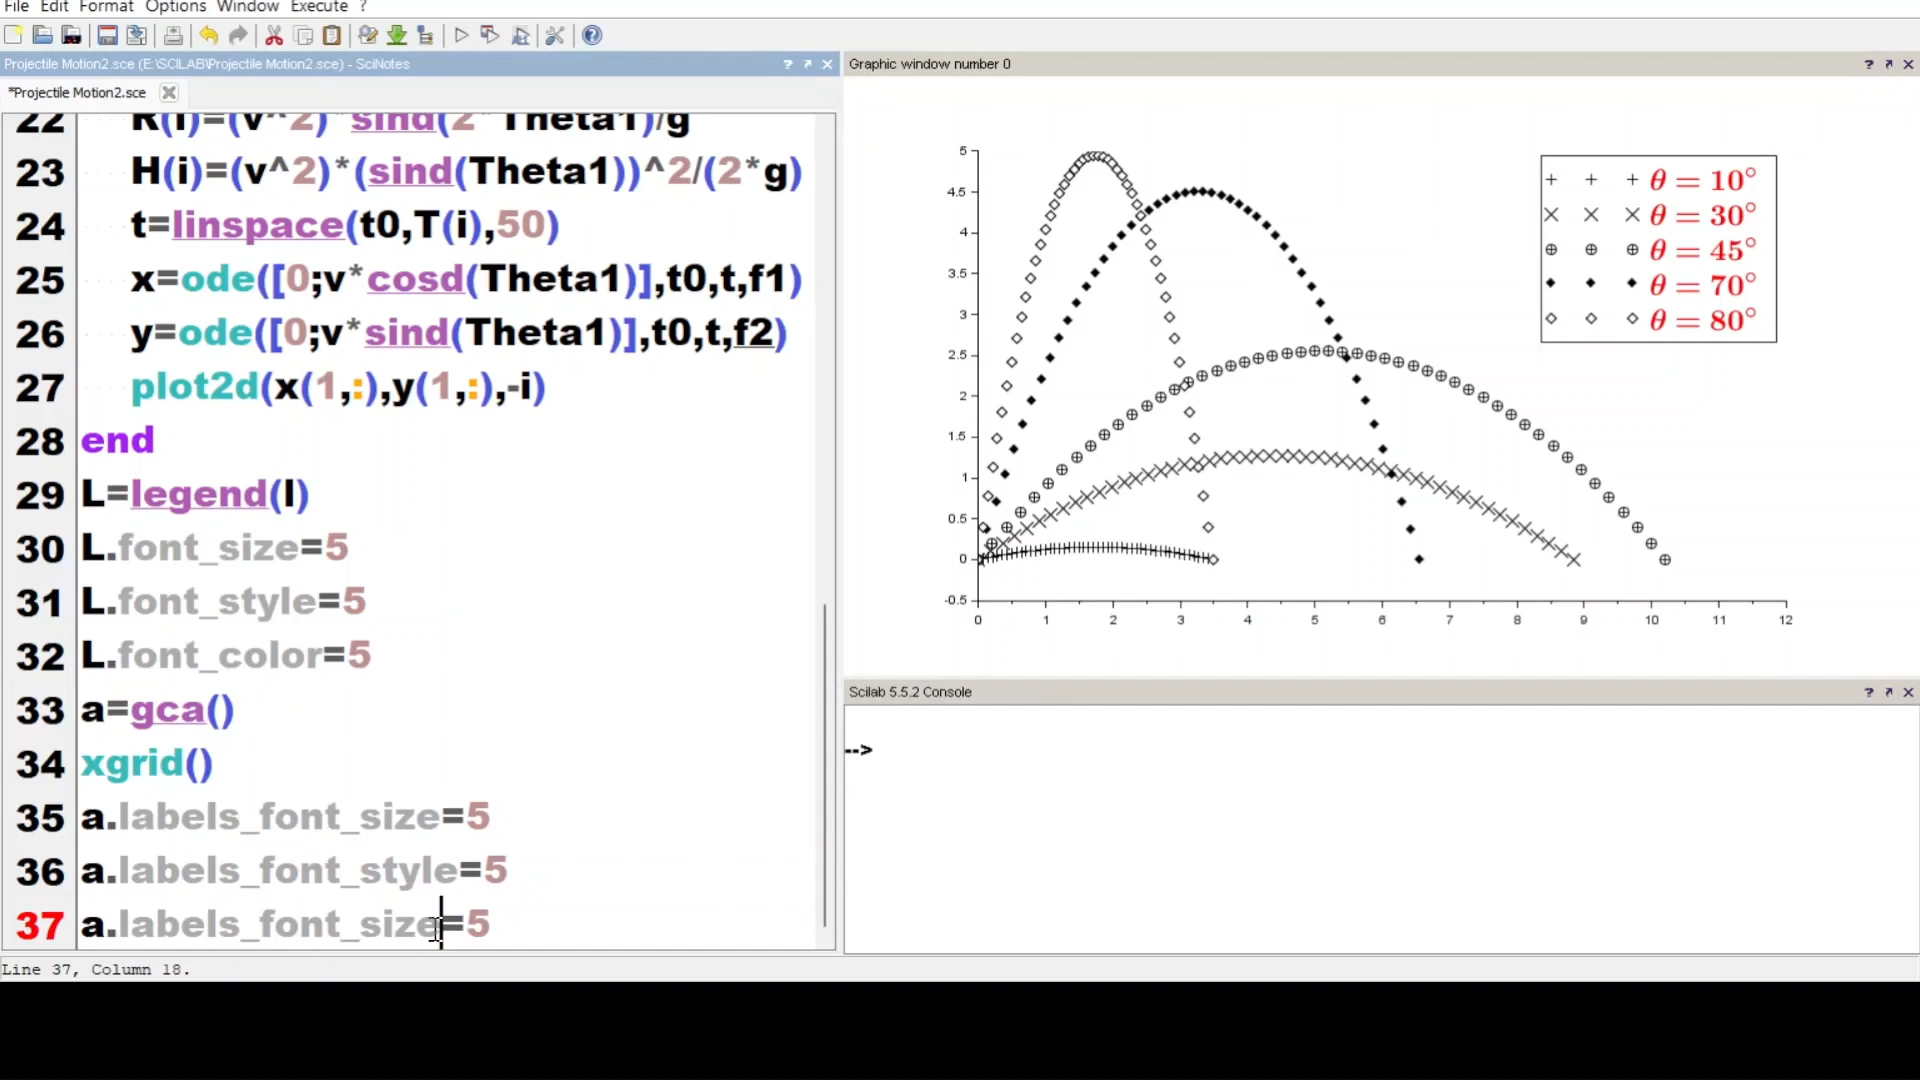 File Edit Format Options Window Execute ?
Projectile Motion2.sce (E:\SCILAB\Projectile Motion2.sce) - SciNotes
*Projectile Motion2.sce
22 R(i)=(v^2)*sind(2*Theta1)/g
23 H(i)=(v^2)*(sind(Theta1))^2/(2*g)
24 t=linspace(t0,T(i),50)
25 x=ode([0;v*cosd(Theta1)],t0,t,f1)
26 y=ode([0;v*sind(Theta1)],t0,t,f2)
27 plot2d(x(1,:),y(1,:),-i)
28 end
29 L=legend(l)
30 L.font_size=5
31 L.font_style=5
32 L.font_color=5
33 a=gca()
34 xgrid()
35 a.labels_font_size=5
36 a.labels_font_style=5
37 a.labels_font_size=5
Line 37, Column 18.
Graphic window number 0
5
4.5
4
3.5
3
2.5
2
1.5
1
0.5
0
-0.5
0 1 2 3 4 5 6 7 8 9 10 11 12
θ = 10°
θ = 30°
θ = 45°
θ = 70°
θ = 80°
Scilab 5.5.2 Console
-->